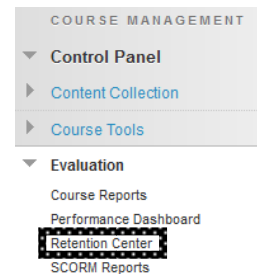 COURSE MANAGEMENT
Control Panel
Content Collection
Course Tools
Evaluation
Course Reports
Performance Dashboard
Retention Center
SCORM Reports